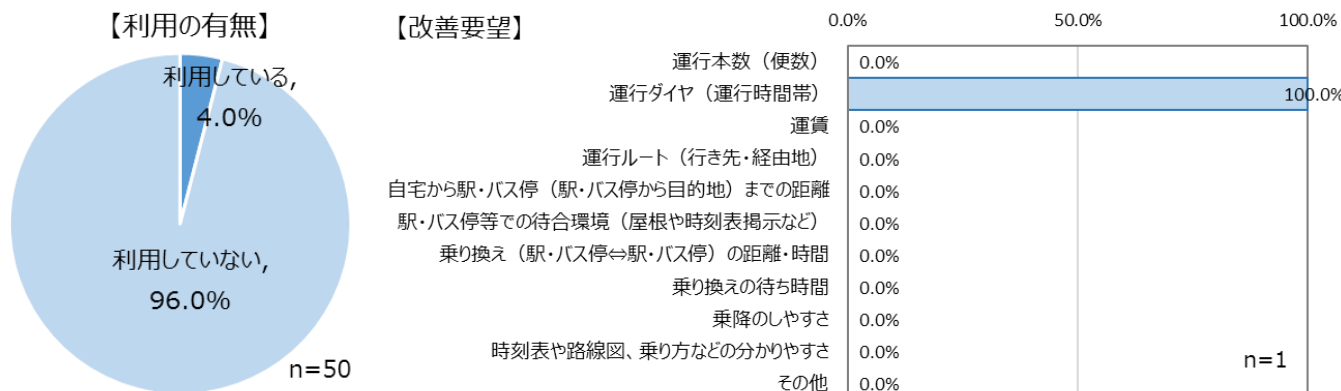 【利用の有無】
利用している,
4.0%
利用していない,
96.0%
n=50
【改善要望】
0.0% 50.0% 100.0%
運行本数（便数） 0.0%
運行ダイヤ（運行時間帯） 100.0%
運賃 0.0%
運行ルート（行き先・経由地） 0.0%
自宅から駅・バス停（駅・バス停から目的地）までの距離 0.0%
駅・バス停等での待合環境（屋根や時刻表掲示など） 0.0%
乗り換え（駅・バス停⇔駅・バス停）の距離・時間 0.0%
乗り換えの待ち時間 0.0%
乗降のしやすさ 0.0%
時刻表や路線図、乗り方などの分かりやすさ 0.0%
その他 0.0%
n=1